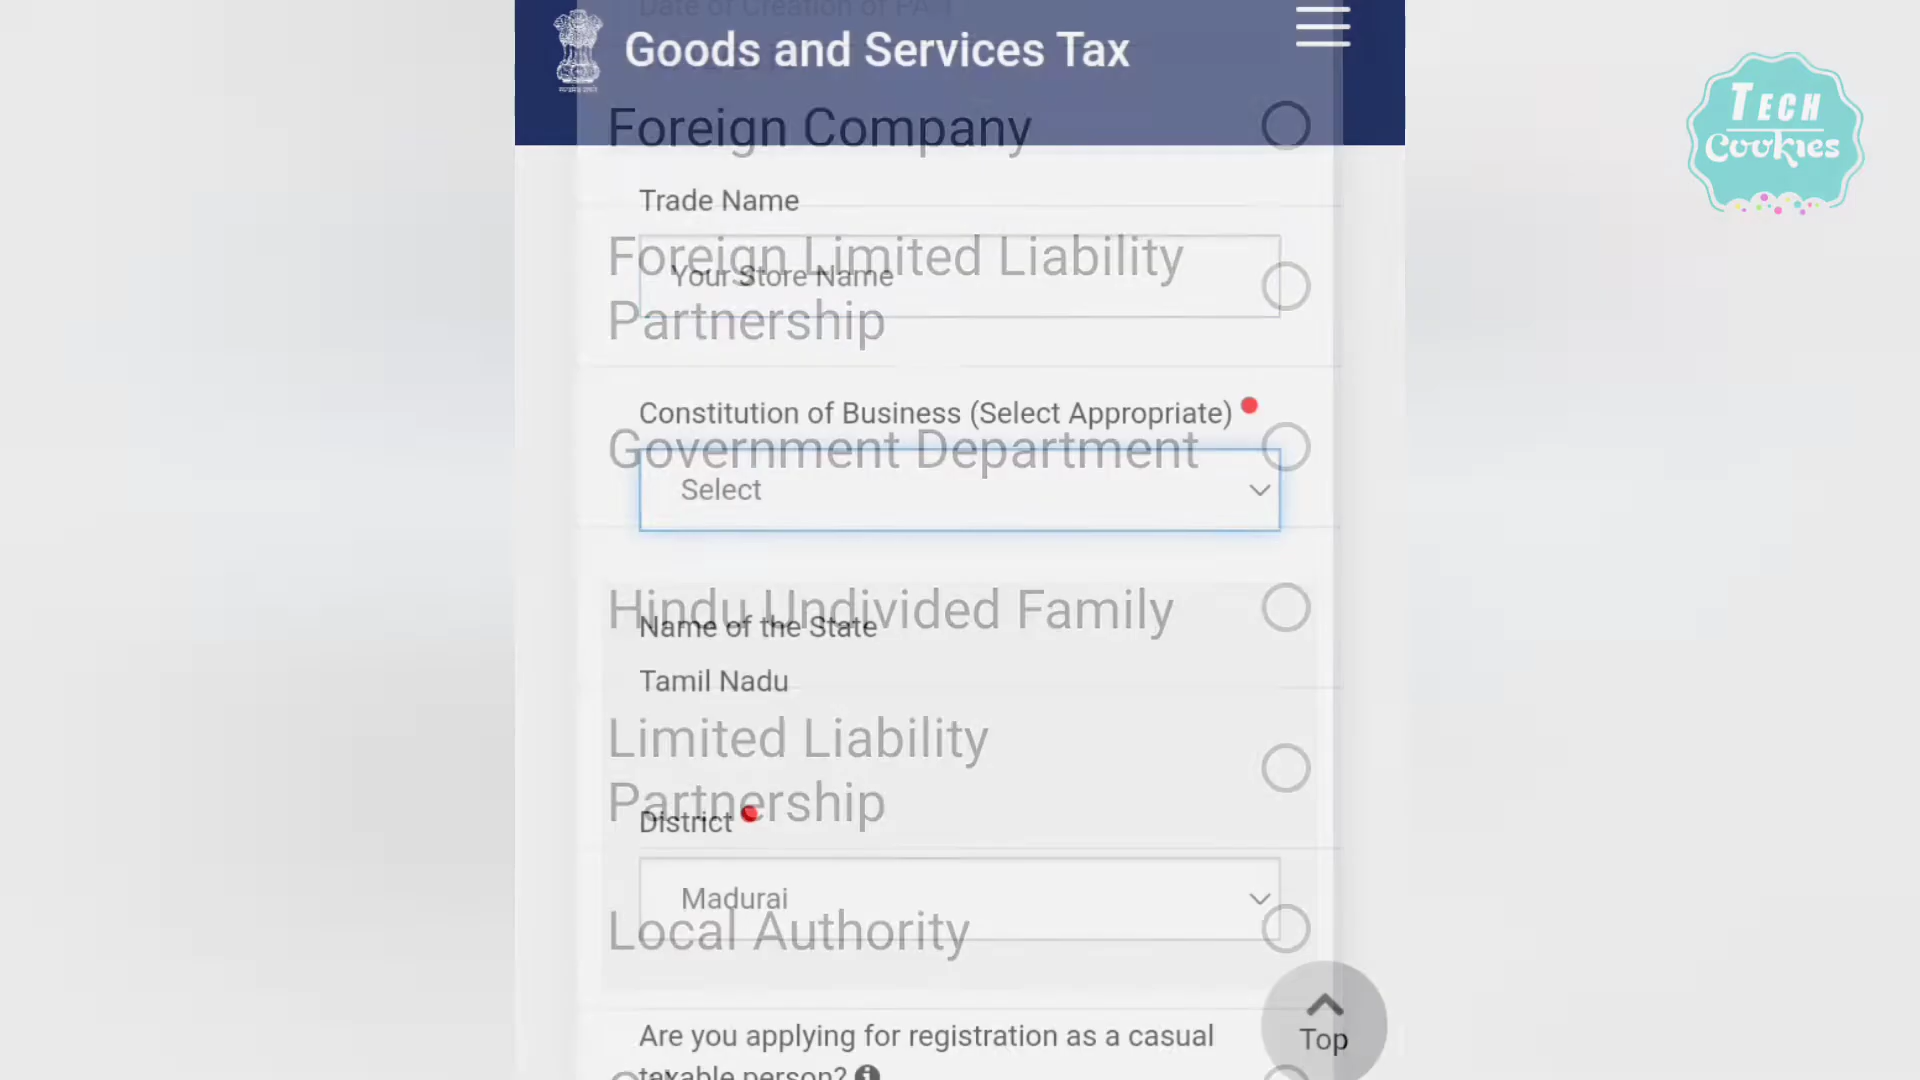 Date of Creation of PAN
Goods and Services Tax
Foreign Company
Trade Name
Foreign Limited Liability
Your Store Name
Partnership
Constitution of Business (Select Appropriate)
Government Department
Select
Hindu Undivided Family
Name of the State
Tamil Nadu
Limited Liability
Partnership
District
Madurai
Local Authority
Top
Are you applying for registration as a casual
taxable person?
TECH
Cookies